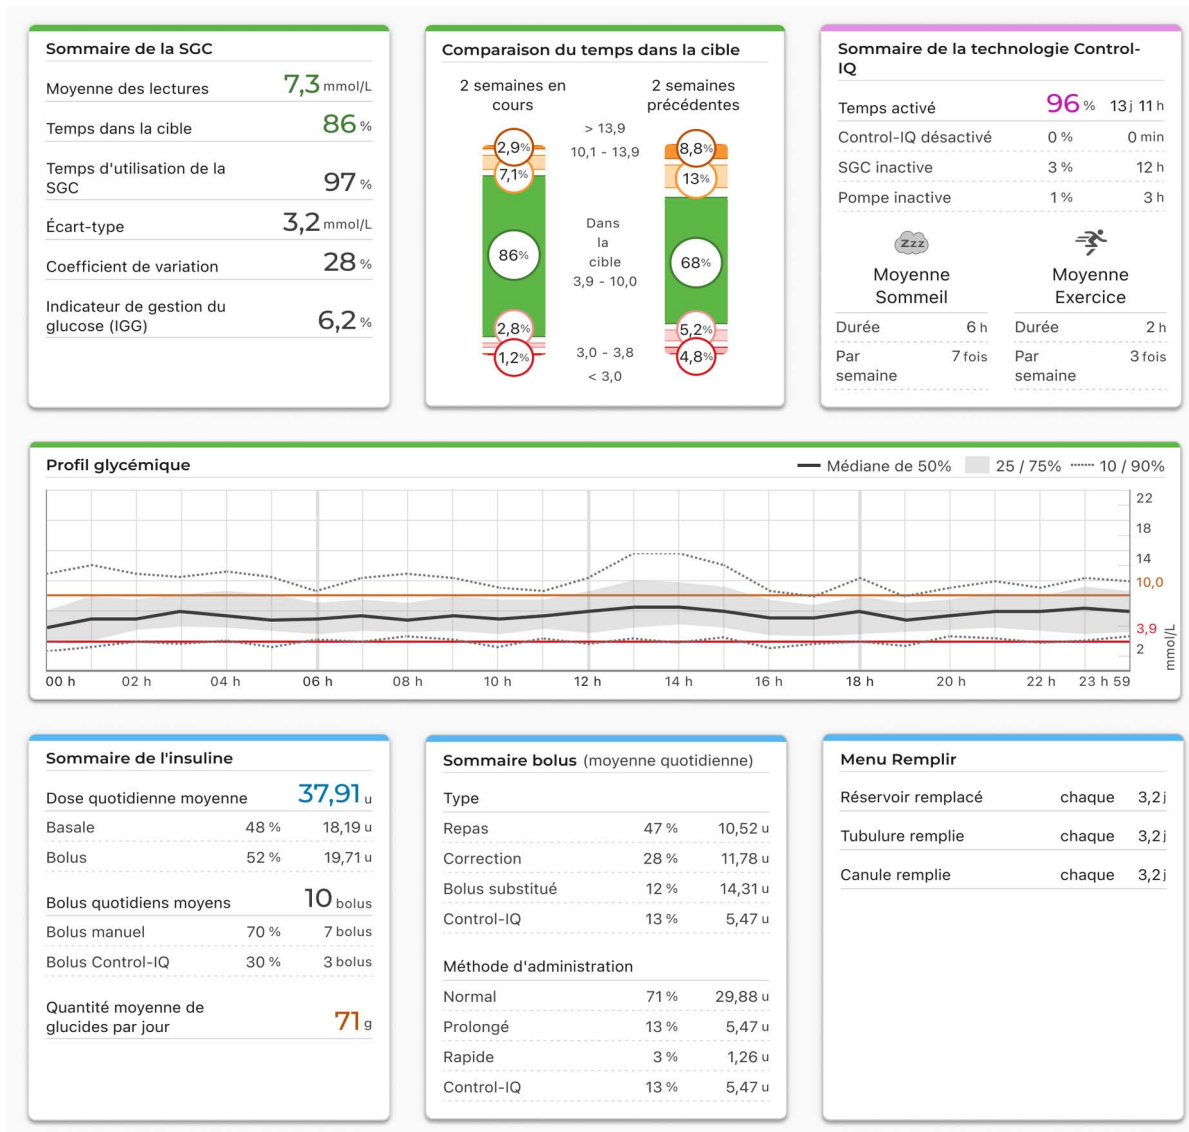 Sommaire de la SGC
Moyenne des lectures 7,3 mmol/L
Temps dans la cible 86 %
Temps d'utilisation de la
SGC 97 %
Écart-type 3,2 mmol/L
Coefficient de variation 28 %
Indicateur de gestion du
glucose (IGG) 6,2 %
Comparaison du temps dans la cible
2 semaines en
cours
2 semaines
précédentes
> 13,9
10,1 - 13,9
Dans
la
cible
3,9 - 10,0
3,0 - 3,8
< 3,0
2,9%
7,1%
86%
2,8%
1,2%
8,8%
13%
68%
5,2%
4,8%
Sommaire de la technologie Control-
IQ
Temps activé 96 % 13 j 11 h
Control-IQ désactivé 0 % 0 min
SGC inactive 3 % 12 h
Pompe inactive 1 % 3 h
zzz
Moyenne
Sommeil
Durée 6 h
Par
semaine 7 fois
Moyenne
Exercice
Durée 2 h
Par
semaine 3 fois
Profil glycémique
Médiane de 50% 25 / 75% 10 / 90%
22
18
14
10,0
3,9
2
mmol/L
00 h 02 h 04 h 06 h 08 h 10 h 12 h 14 h 16 h 18 h 20 h 22 h 23 h 59
Sommaire de l'insuline
Dose quotidienne moyenne 37,91 u
Basale 48 % 18,19 u
Bolus 52 % 19,71 u
Bolus quotidiens moyens 10 bolus
Bolus manuel 70 % 7 bolus
Bolus Control-IQ 30 % 3 bolus
Quantité moyenne de
glucides par jour 71 g
Sommaire bolus (moyenne quotidienne)
Type
Repas 47 % 10,52 u
Correction 28 % 11,78 u
Bolus substitué 12 % 14,31 u
Control-IQ 13 % 5,47 u
Méthode d'administration
Normal 71 % 29,88 u
Prolongé 13 % 5,47 u
Rapide 3 % 1,26 u
Control-IQ 13 % 5,47 u
Menu Remplir
Réservoir remplacé chaque 3,2 j
Tubulure remplie chaque 3,2 j
Canule remplie chaque 3,2 j